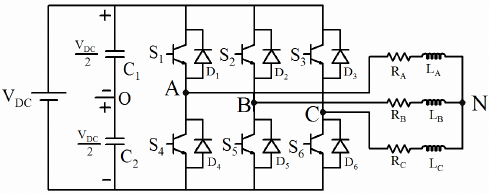 +
V_DC/2
C1
−
+
V_DC
O
V_DC/2
C2
−
S1
D1
S2
D2
S3
D3
A
B
C
S4
D4
S5
D5
S6
D6
R_A
L_A
R_B
L_B
R_C
L_C
N